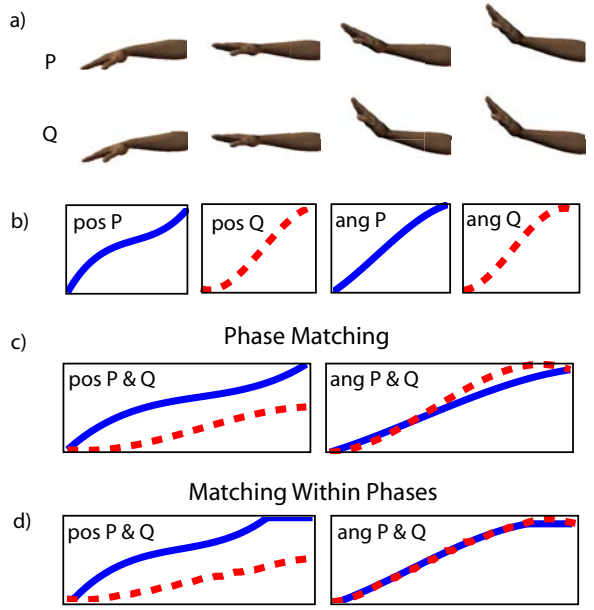 a)
P
Q
b)
pos P
pos Q
ang P
ang Q
Phase Matching
c)
pos P & Q
ang P & Q
Matching Within Phases
d)
pos P & Q
ang P & Q